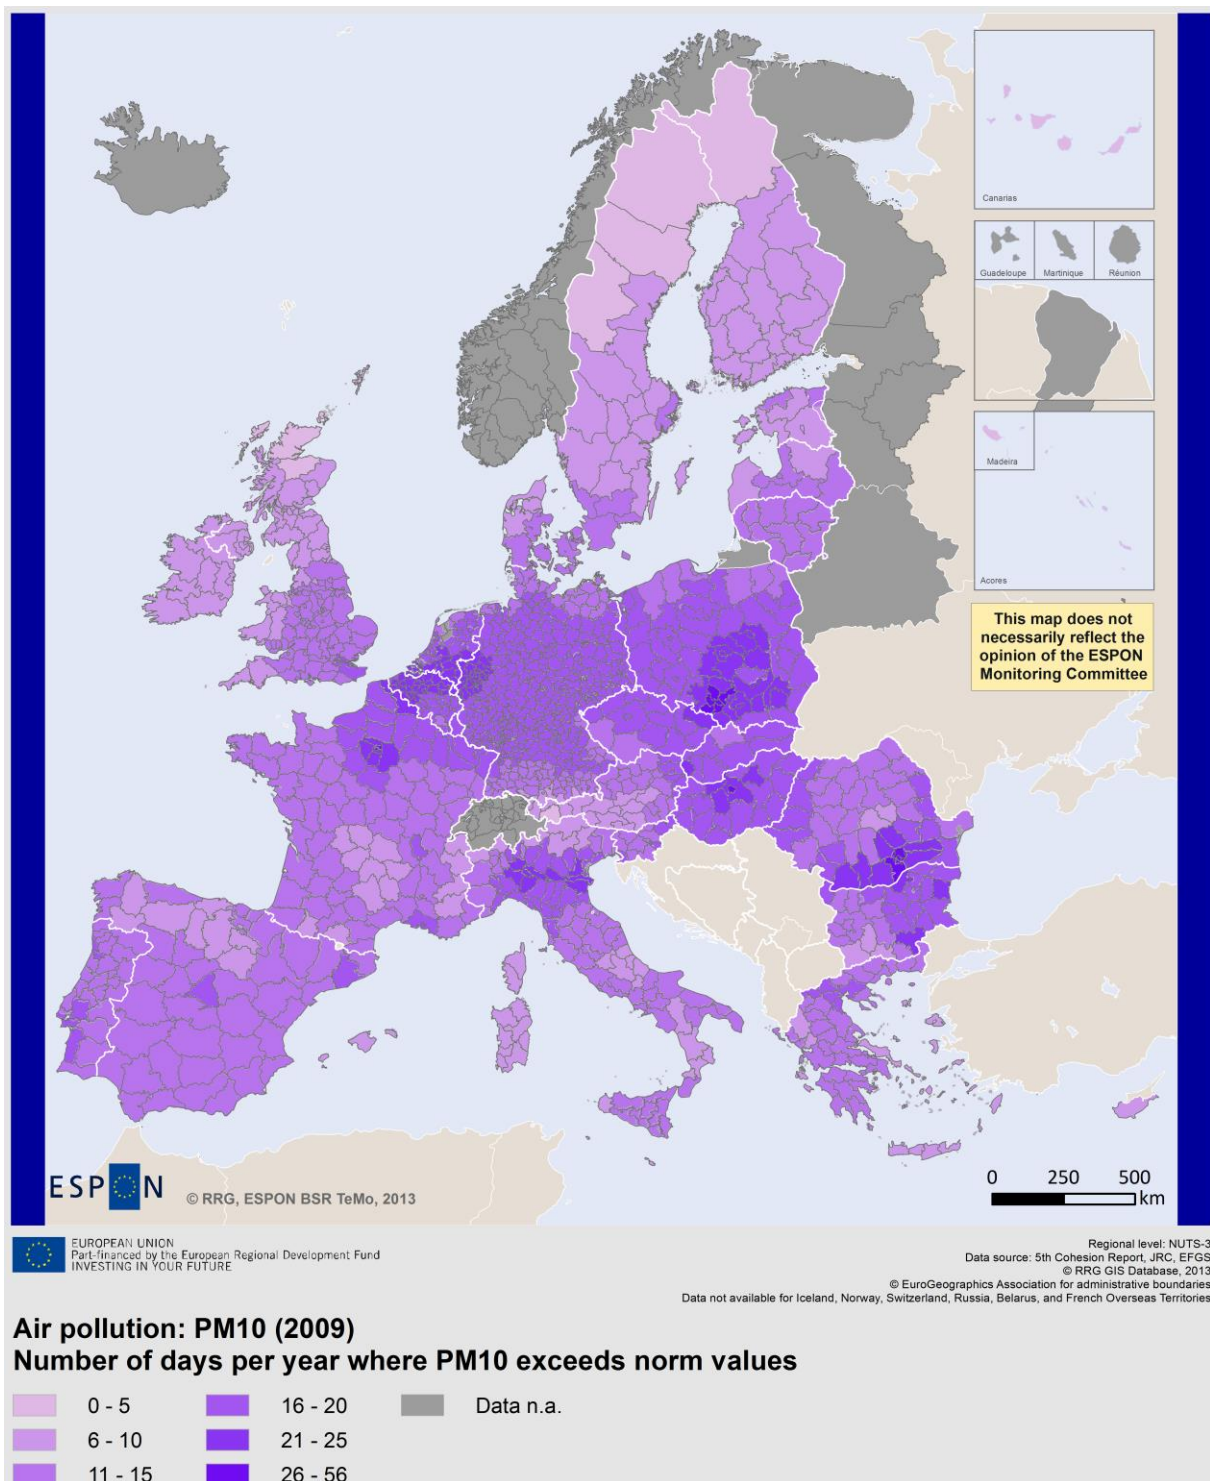 Canarias
Guadeloupe
Martinique
Réunion
Madeira
Acores
This map does not
necessarily reflect the
opinion of the ESPON
Monitoring Committee
0 250 500
km
ESPON
© RRG, ESPON BSR TeMo, 2013
EUROPEAN UNION
Part-financed by the European Regional Development Fund
INVESTING IN YOUR FUTURE
Regional level: NUTS-3
Data source: 5th Cohesion Report, JRC, EFGS
© RRG GIS Database, 2013
© EuroGeographics Association for administrative boundaries
Data not available for Iceland, Norway, Switzerland, Russia, Belarus, and French Overseas Territories
Air pollution: PM10 (2009)
Number of days per year where PM10 exceeds norm values
0 - 5
6 - 10
11 - 15
16 - 20
21 - 25
26 - 56
Data n.a.